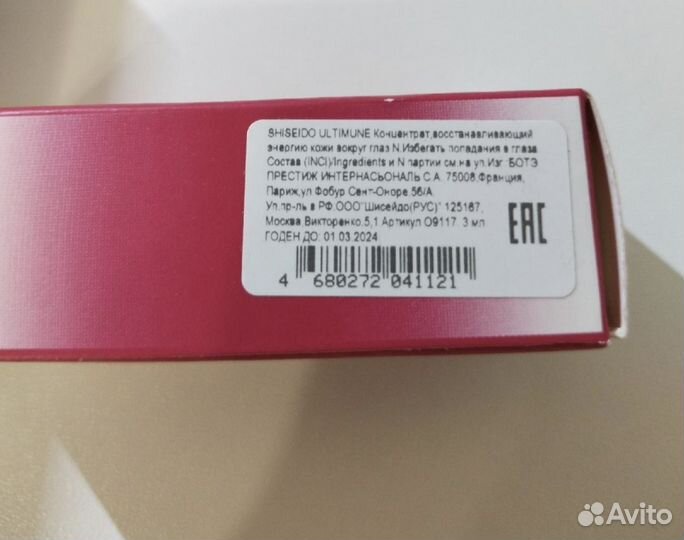 SHISEIDO ULTIMUNE Концентрат,восстанавливающий
энергию кожи вокруг глаз N.Избегать попадания в глаза.
Состав (INCI)/Ingredients и N партии см.на уп.Изг:БОТЭ
ПРЕСТИЖ ИНТЕРНАСЬОНАЛЬ С.А. 75008,Франция,
Париж,ул Фобур Сент-Оноре,56/А.
Уп.пр-ль в РФ:ООО"Шисейдо(РУС)" 125167,
Москва,Викторенко,5,1 Артикул O9117. 3 мл
ГОДЕН ДО: 01.03.2024
EAC
4 680272 041121
Avito